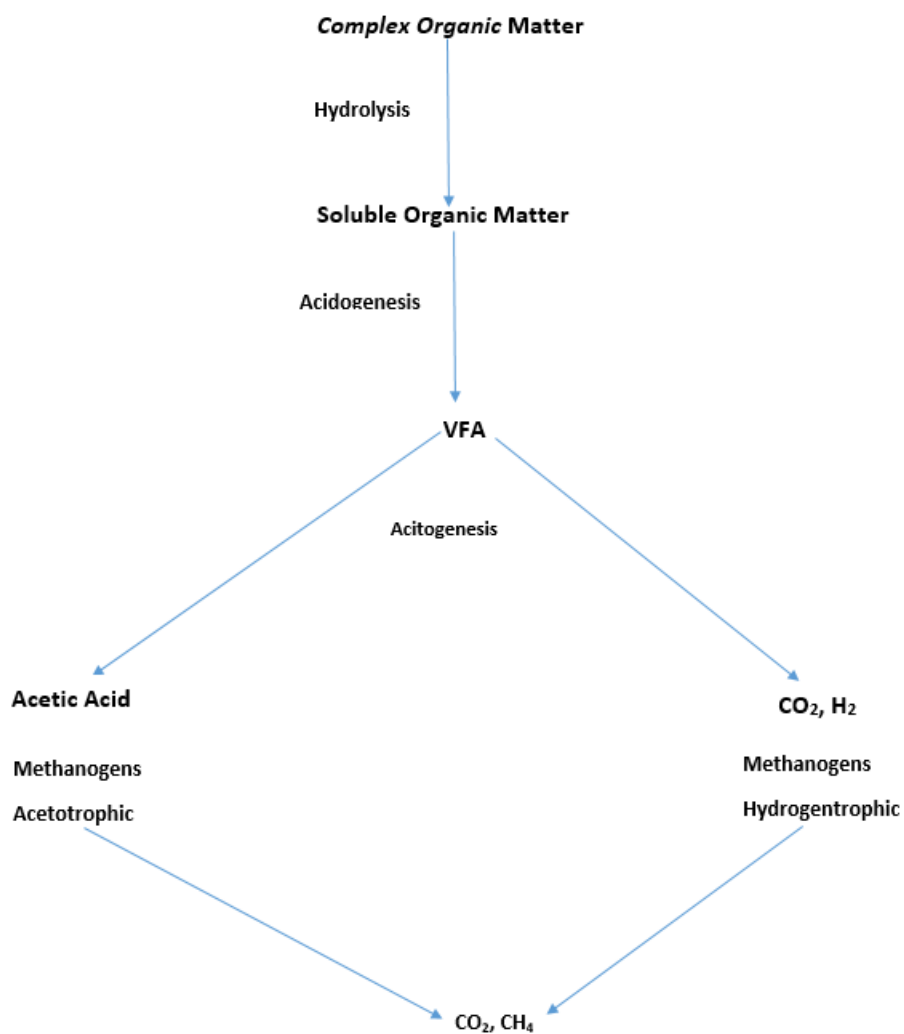 Complex Organic Matter
Hydrolysis
Soluble Organic Matter
Acidogenesis
VFA
Acitogenesis
Acetic Acid
CO₂, H₂
Methanogens
Methanogens
Acetotrophic
Hydrogentrophic
CO₂, CH₄